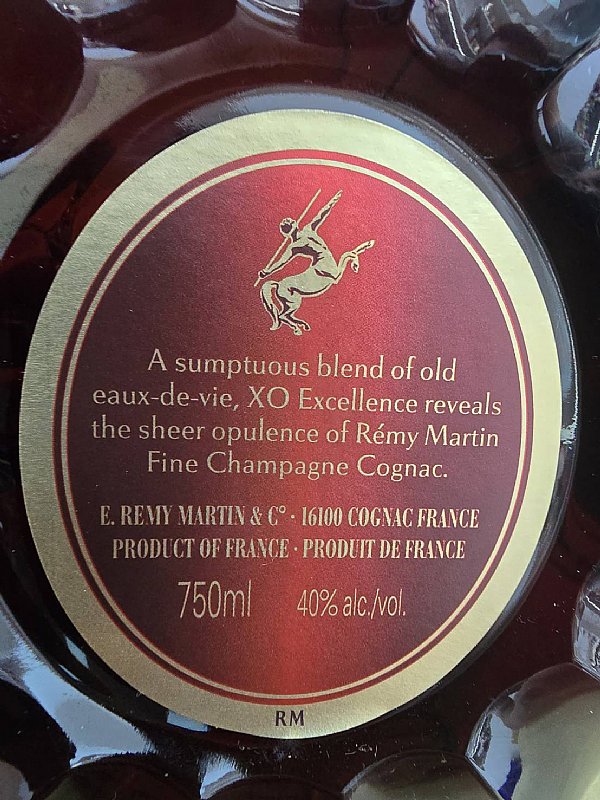 A sumptuous blend of old
eaux-de-vie, XO Excellence reveals
the sheer opulence of Rémy Martin
Fine Champagne Cognac.
E. REMY MARTIN & C° · 16100 COGNAC FRANCE
PRODUCT OF FRANCE · PRODUIT DE FRANCE
750ml 40% alc./vol.
RM